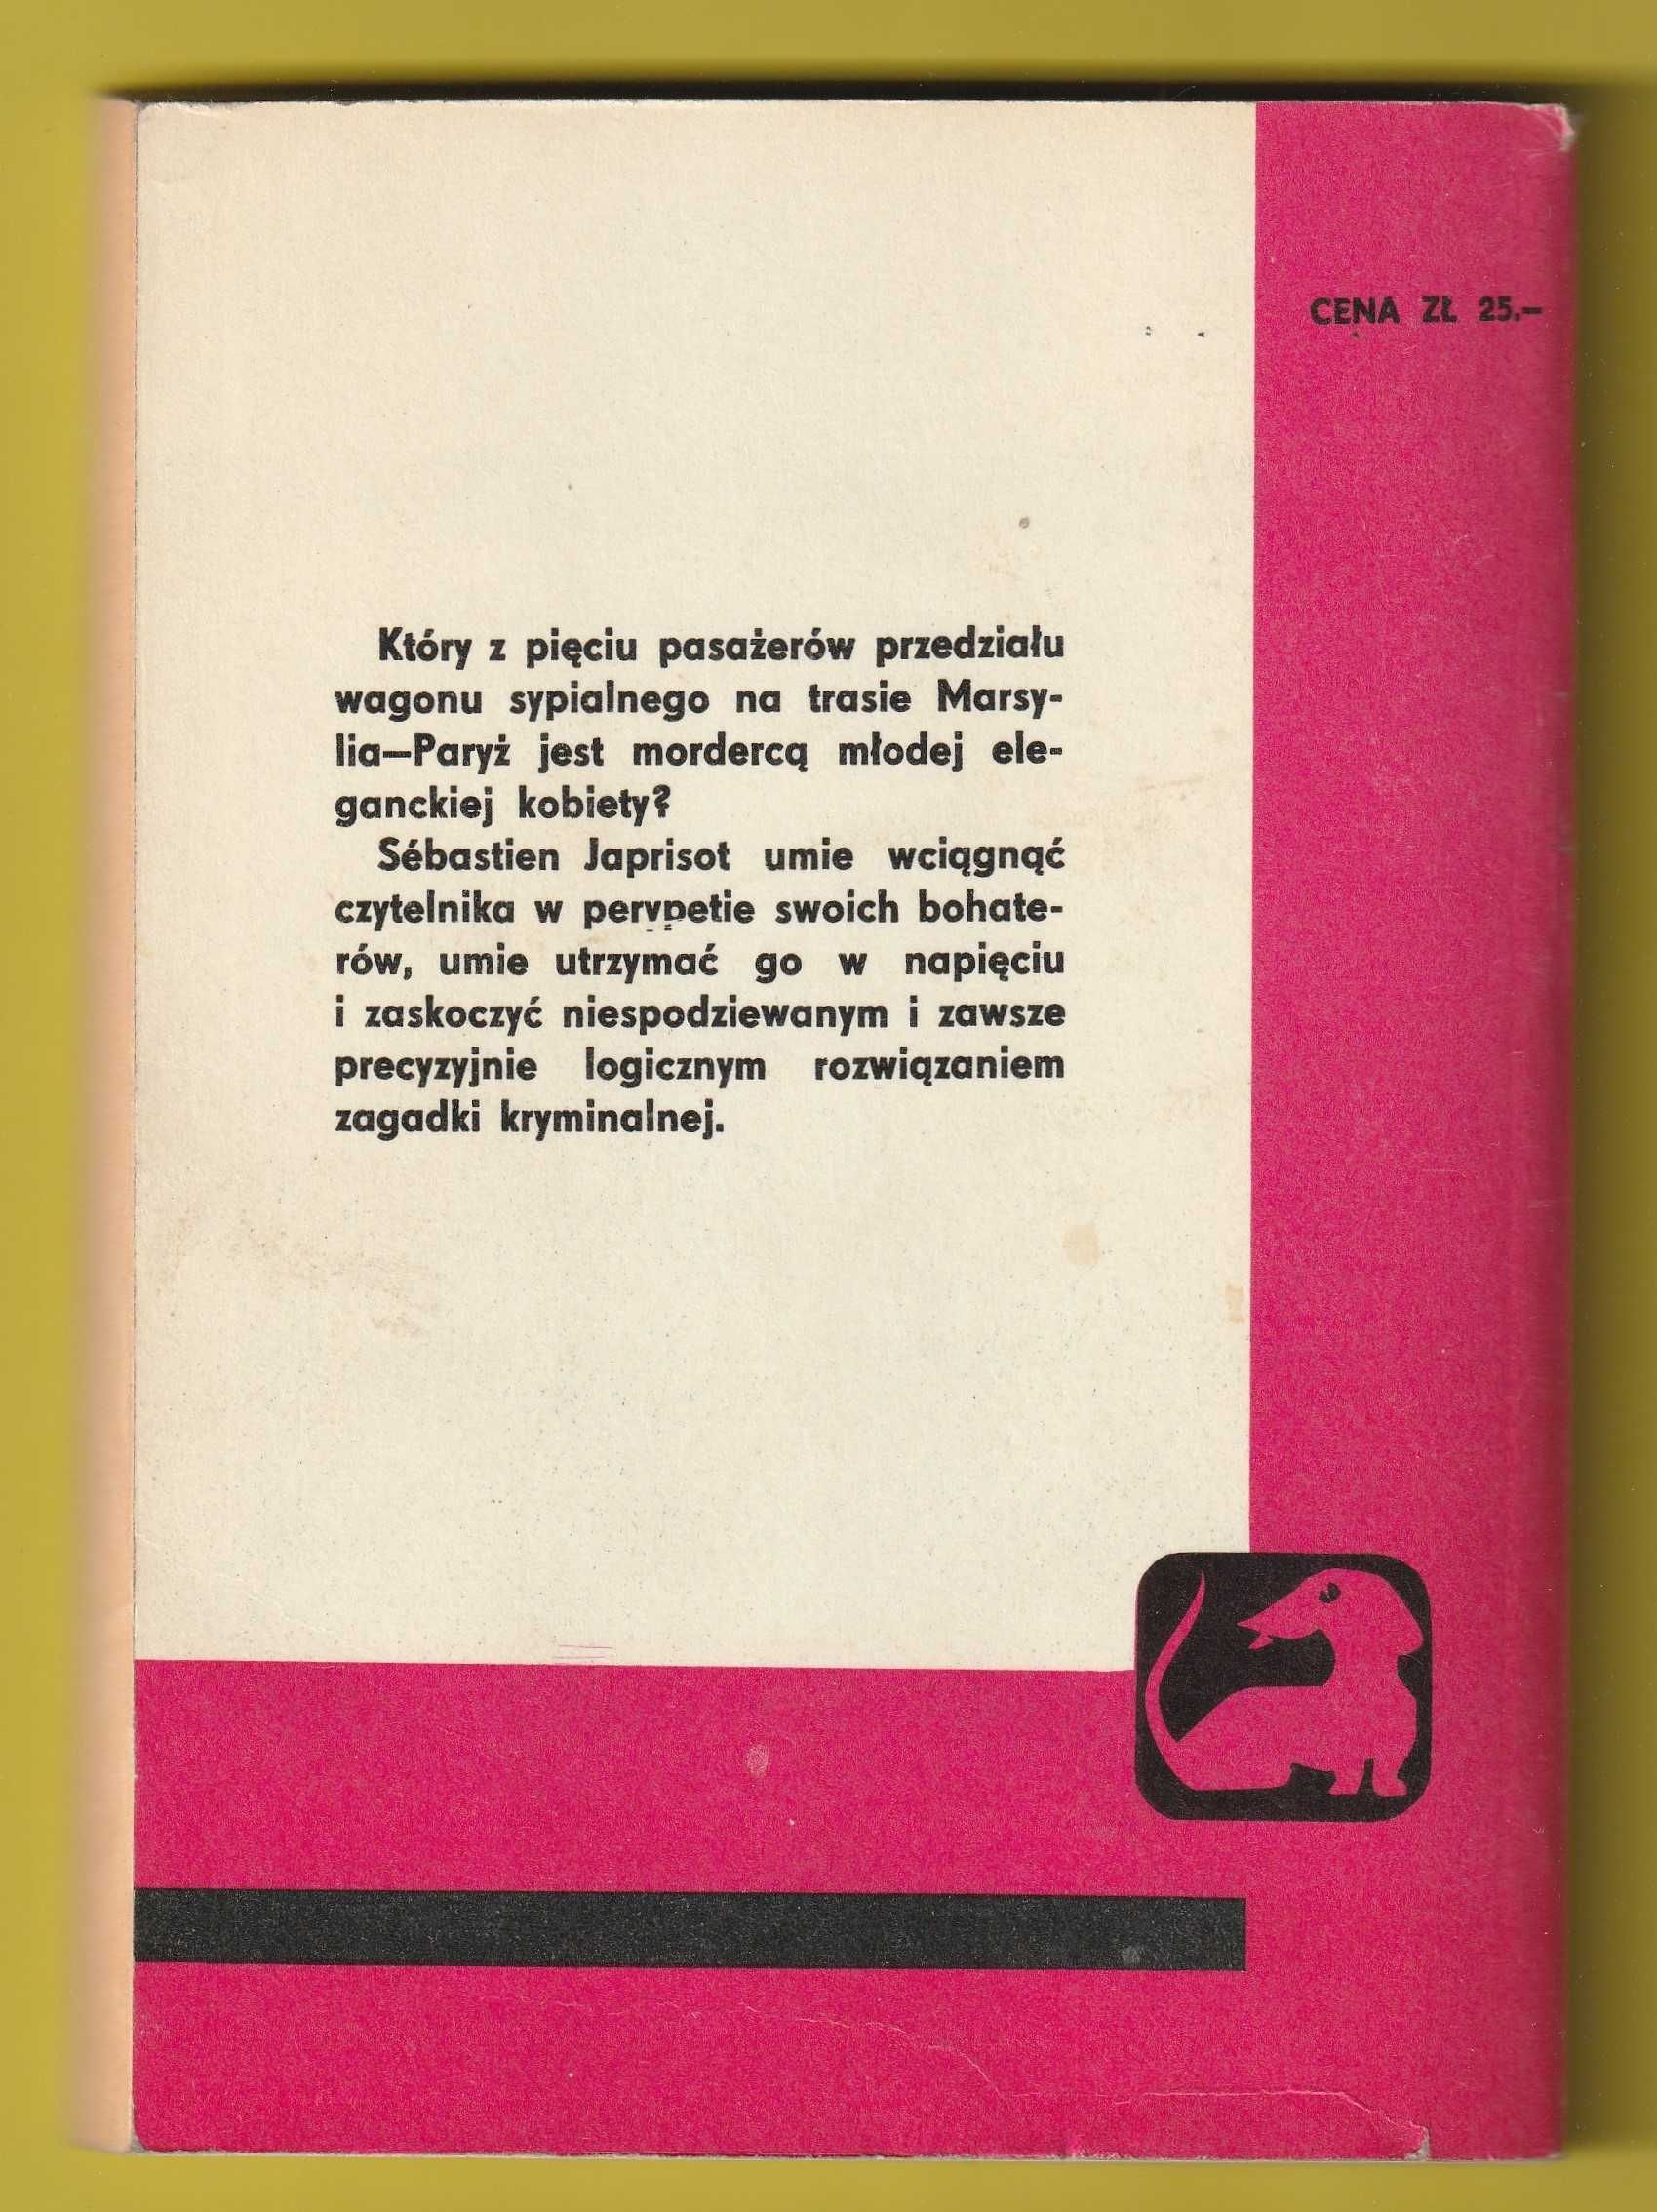 CENA ZŁ 25.–
Który z pięciu pasażerów przedziału
wagonu sypialnego na trasie Marsy-
lia—Paryż jest mordercą młodej ele-
ganckiej kobiety?
Sébastien Japrisot umie wciągnąć
czytelnika w perypetie swoich bohate-
rów, umie utrzymać go w napięciu
i zaskoczyć niespodziewanym i zawsze
precyzyjnie logicznym rozwiązaniem
zagadki kryminalnej.